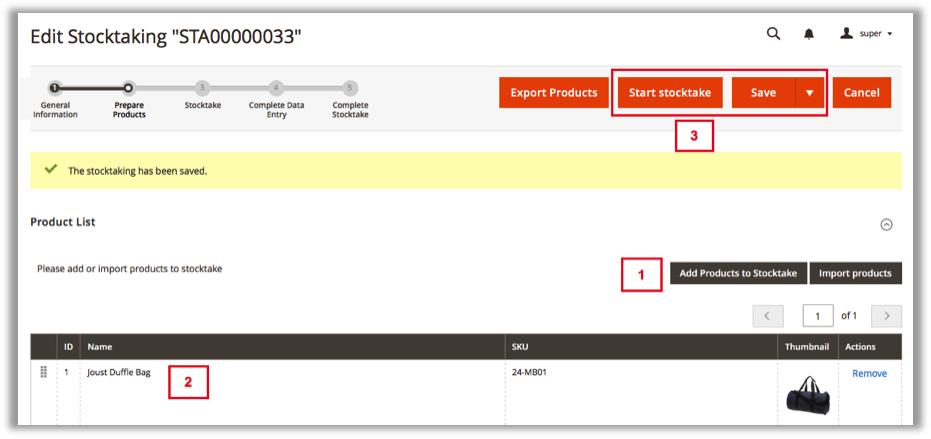 Edit Stocktaking "STA00000033"
super
1
2
3
4
5
General Information
Prepare Products
Stocktake
Complete Data Entry
Complete Stocktake
Export Products
Start stocktake
Save
Cancel
3
The stocktaking has been saved.
Product List
Please add or import products to stocktake
1
Add Products to Stocktake
Import products
1 of 1
ID Name SKU Thumbnail Actions
1 Joust Duffle Bag 24-MB01 Remove
2